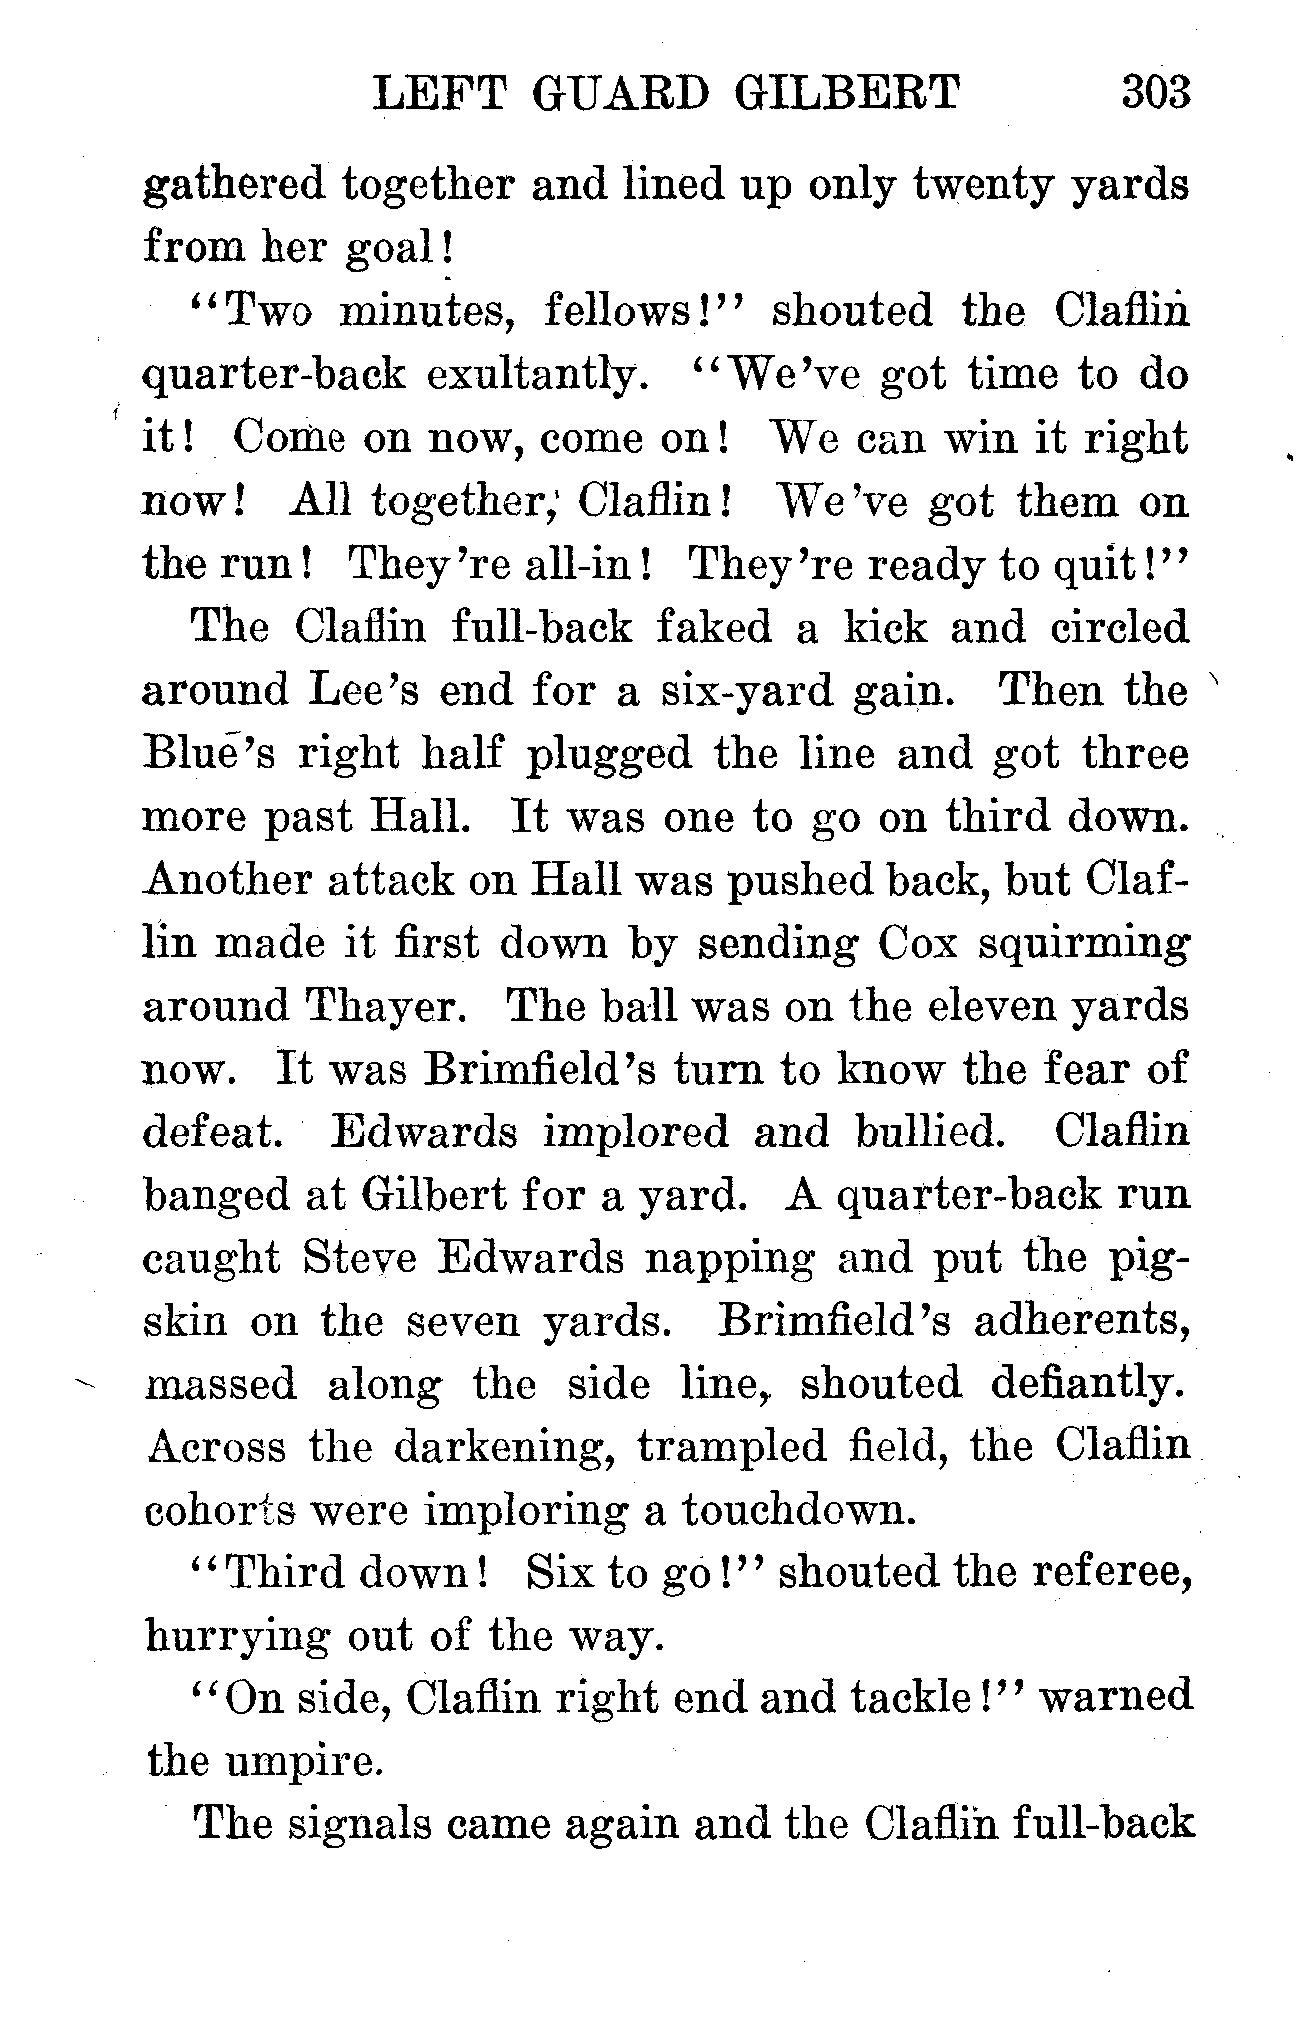 LEFT GUARD GILBERT 303
gathered together and lined up only twenty yards
from her goal!
"Two minutes, fellows!" shouted the Claflin
quarter-back exultantly. "We've got time to do
it! Come on now, come on! We can win it right
now! All together, Claflin! We've got them on
the run! They're all-in! They're ready to quit!"
The Claflin full-back faked a kick and circled
around Lee's end for a six-yard gain. Then the
Blue's right half plugged the line and got three
more past Hall. It was one to go on third down.
Another attack on Hall was pushed back, but Claf-
lin made it first down by sending Cox squirming
around Thayer. The ball was on the eleven yards
now. It was Brimfield's turn to know the fear of
defeat. Edwards implored and bullied. Claflin
banged at Gilbert for a yard. A quarter-back run
caught Steve Edwards napping and put the pig-
skin on the seven yards. Brimfield's adherents,
massed along the side line, shouted defiantly.
Across the darkening, trampled field, the Claflin
cohorts were imploring a touchdown.
"Third down! Six to go!" shouted the referee,
hurrying out of the way.
"On side, Claflin right end and tackle!" warned
the umpire.
The signals came again and the Claflin full-back